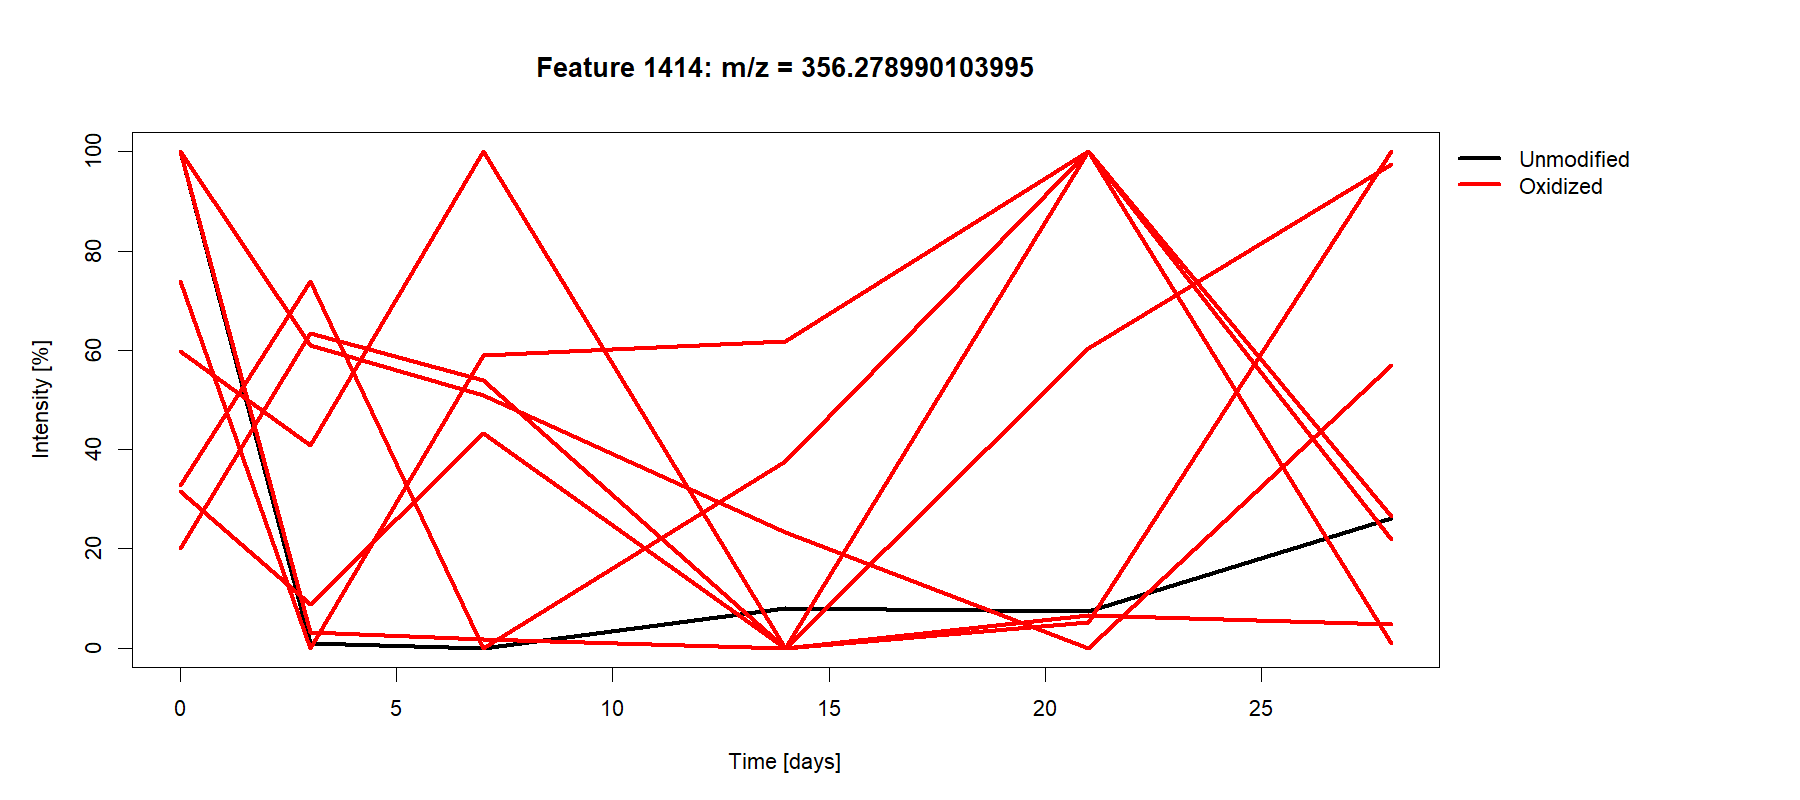 Feature 1414: m/z = 356.278990103995
Unmodified
Oxidized
100
80
60
40
20
0
Intensity [%]
0 5 10 15 20 25
Time [days]